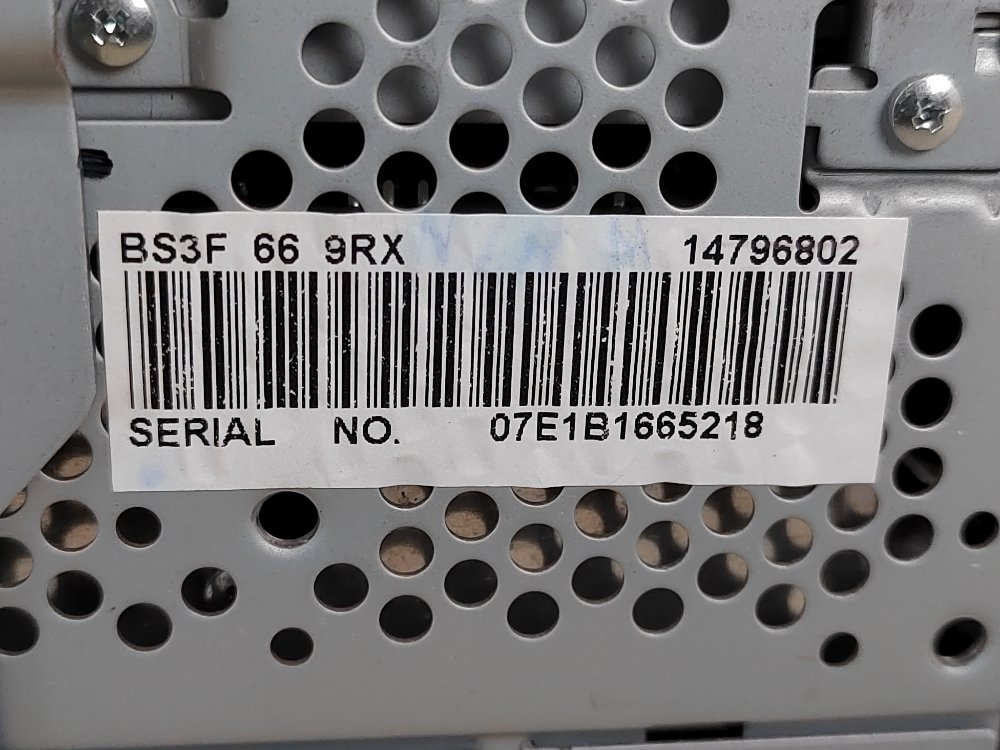 BS3F 66 9RX 14796802
SERIAL NO. 07E1B1665218